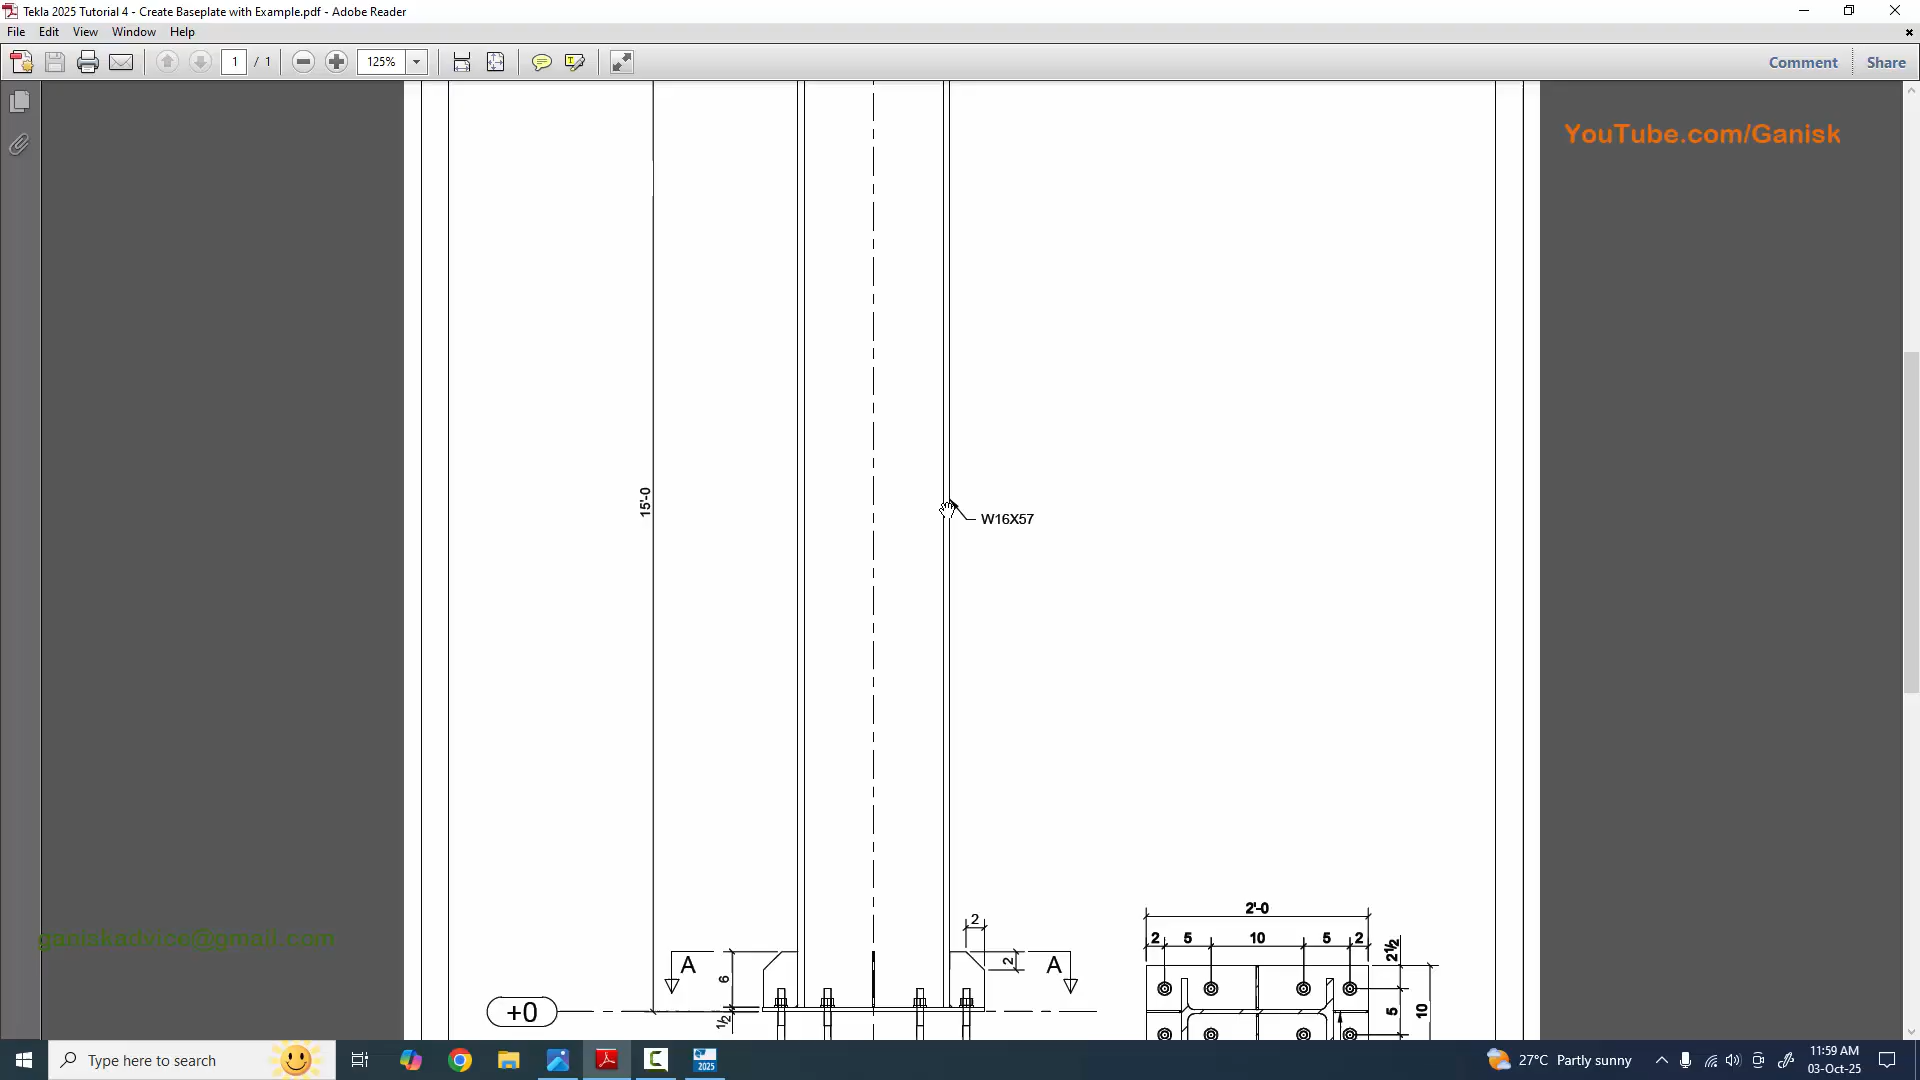 Tekla 2025 Tutorial 4 - Create Baseplate with Example.pdf - Adobe Reader
File Edit View Window Help
1 / 1 125% Comment Share
YouTube.com/Ganisk
15'-0
W16X57
2'-0
2 5 10 5 2
2½
2
2
A A
6
5
10
+0
½
ganiskadvice@gmail.com
Type here to search
2025
27°C Partly sunny
11:59 AM
03-Oct-25